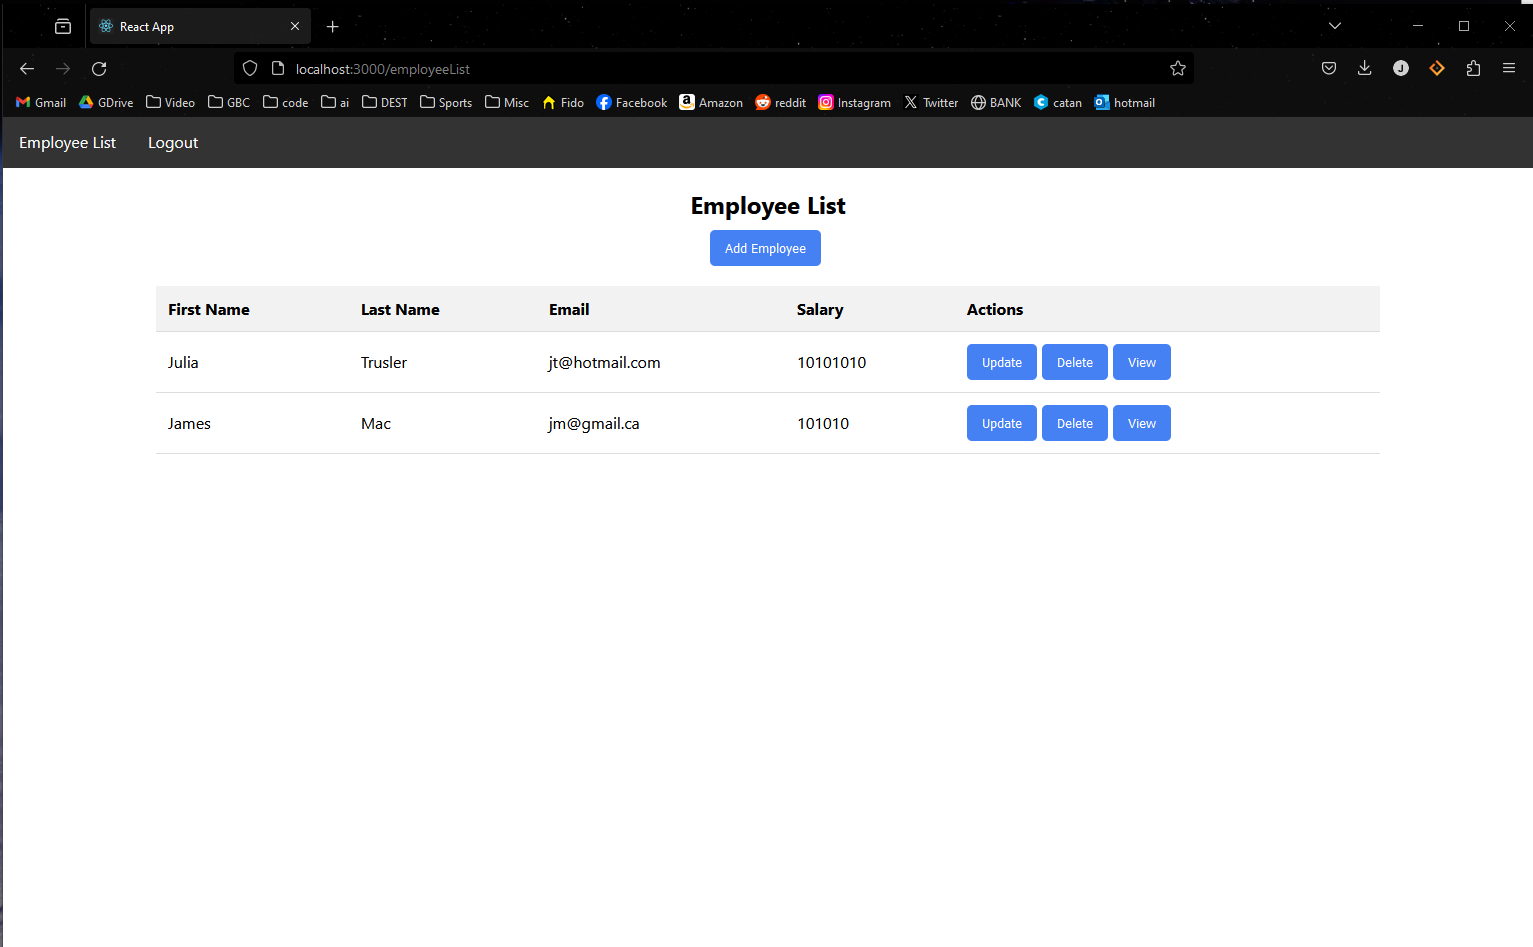 React App
localhost:3000/employeeList
Gmail GDrive Video GBC code ai DEST Sports Misc Fido Facebook Amazon reddit Instagram Twitter BANK catan hotmail
Employee List Logout
Employee List
Add Employee
First Name Last Name Email Salary Actions
Julia Trusler jt@hotmail.com 10101010 Update Delete View
James Mac jm@gmail.ca 101010 Update Delete View